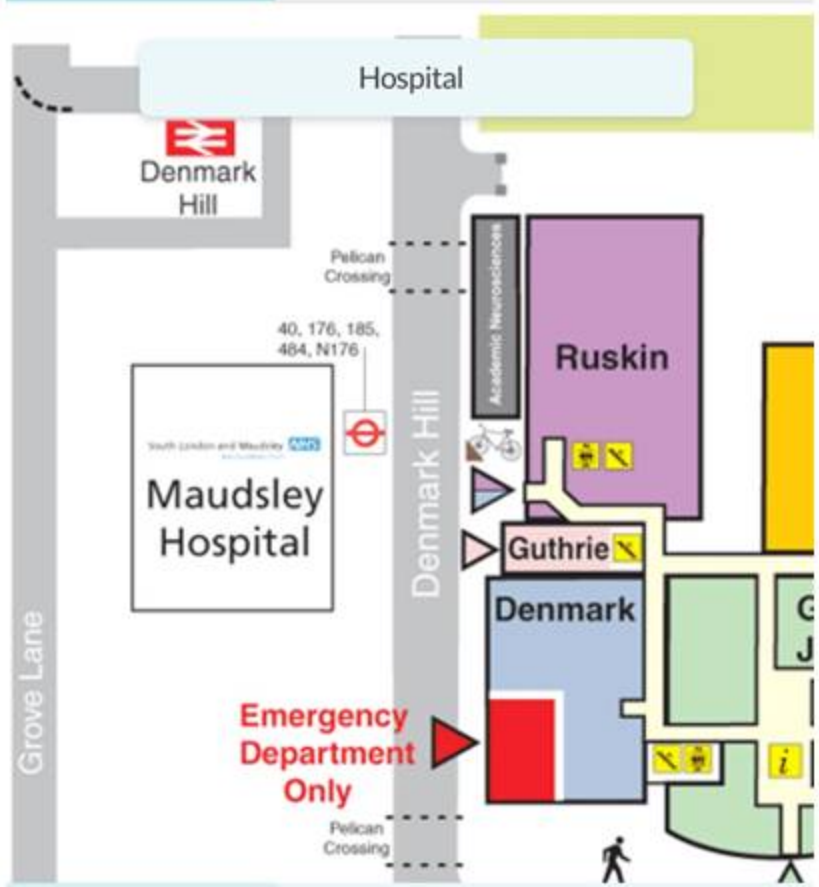 Hospital
Denmark
Hill
Pelican
Crossing
Academic Neurosciences
40, 176, 185,
484, N176
Ruskin
South London and Maudsley NHS
Maudsley
Hospital
Denmark Hill
Guthrie
Denmark
G
J
Grove Lane
Emergency
Department
Only
i
Pelican
Crossing